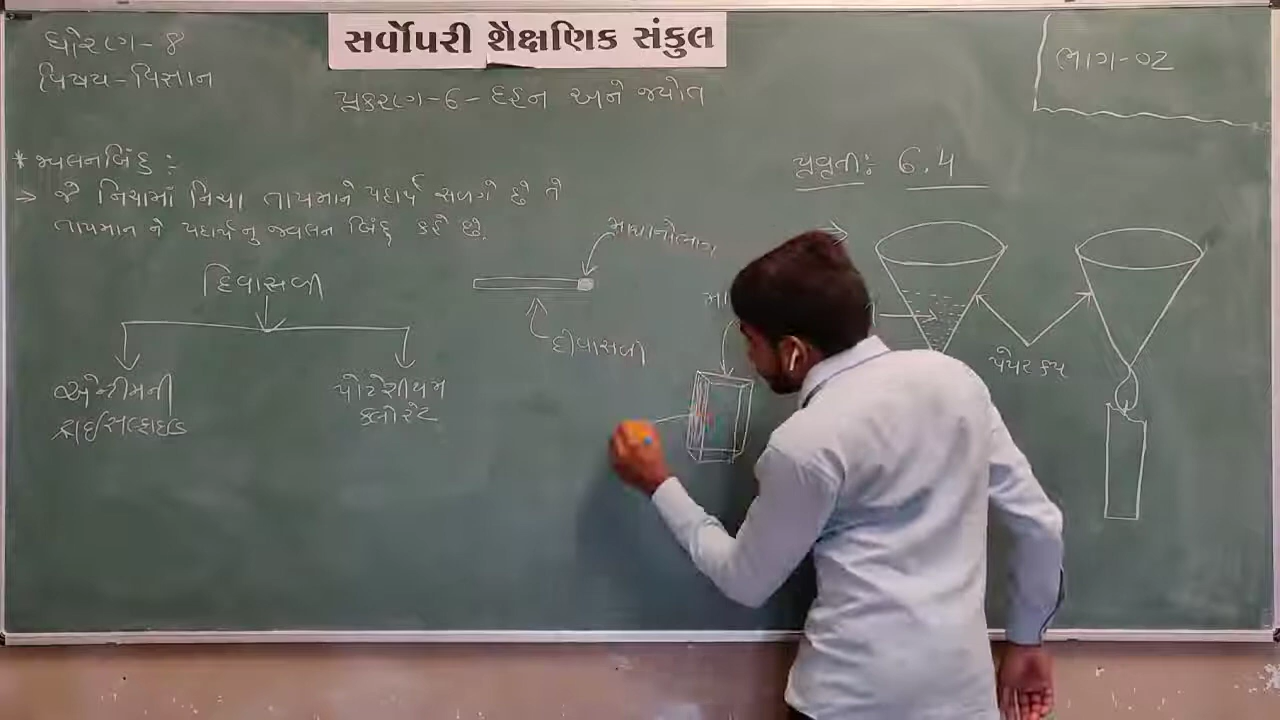 સર્વોપરી શૈક્ષણિક સંકુલ
ધોરણ-8
વિષય-વિજ્ઞાન
પ્રકરણ-6-દહન અને જ્યોત
ભાગ-02
* જ્વલનબિંદુ :
→ જે નિચામાં નિચા તાપમાને પદાર્થ સળગે છે તે
તાપમાન ને પદાર્થનુ જ્વલન બિંદુ કહે છે.
દિવાસળી
એન્ટીમની
ટ્રાઇસલ્ફાઇડ
પોટેશીયમ
ક્લોરેટ
માથાનોભાગ
દીવાસળી
મા
પ્રવૃતી: 6.4
પેપર કપ